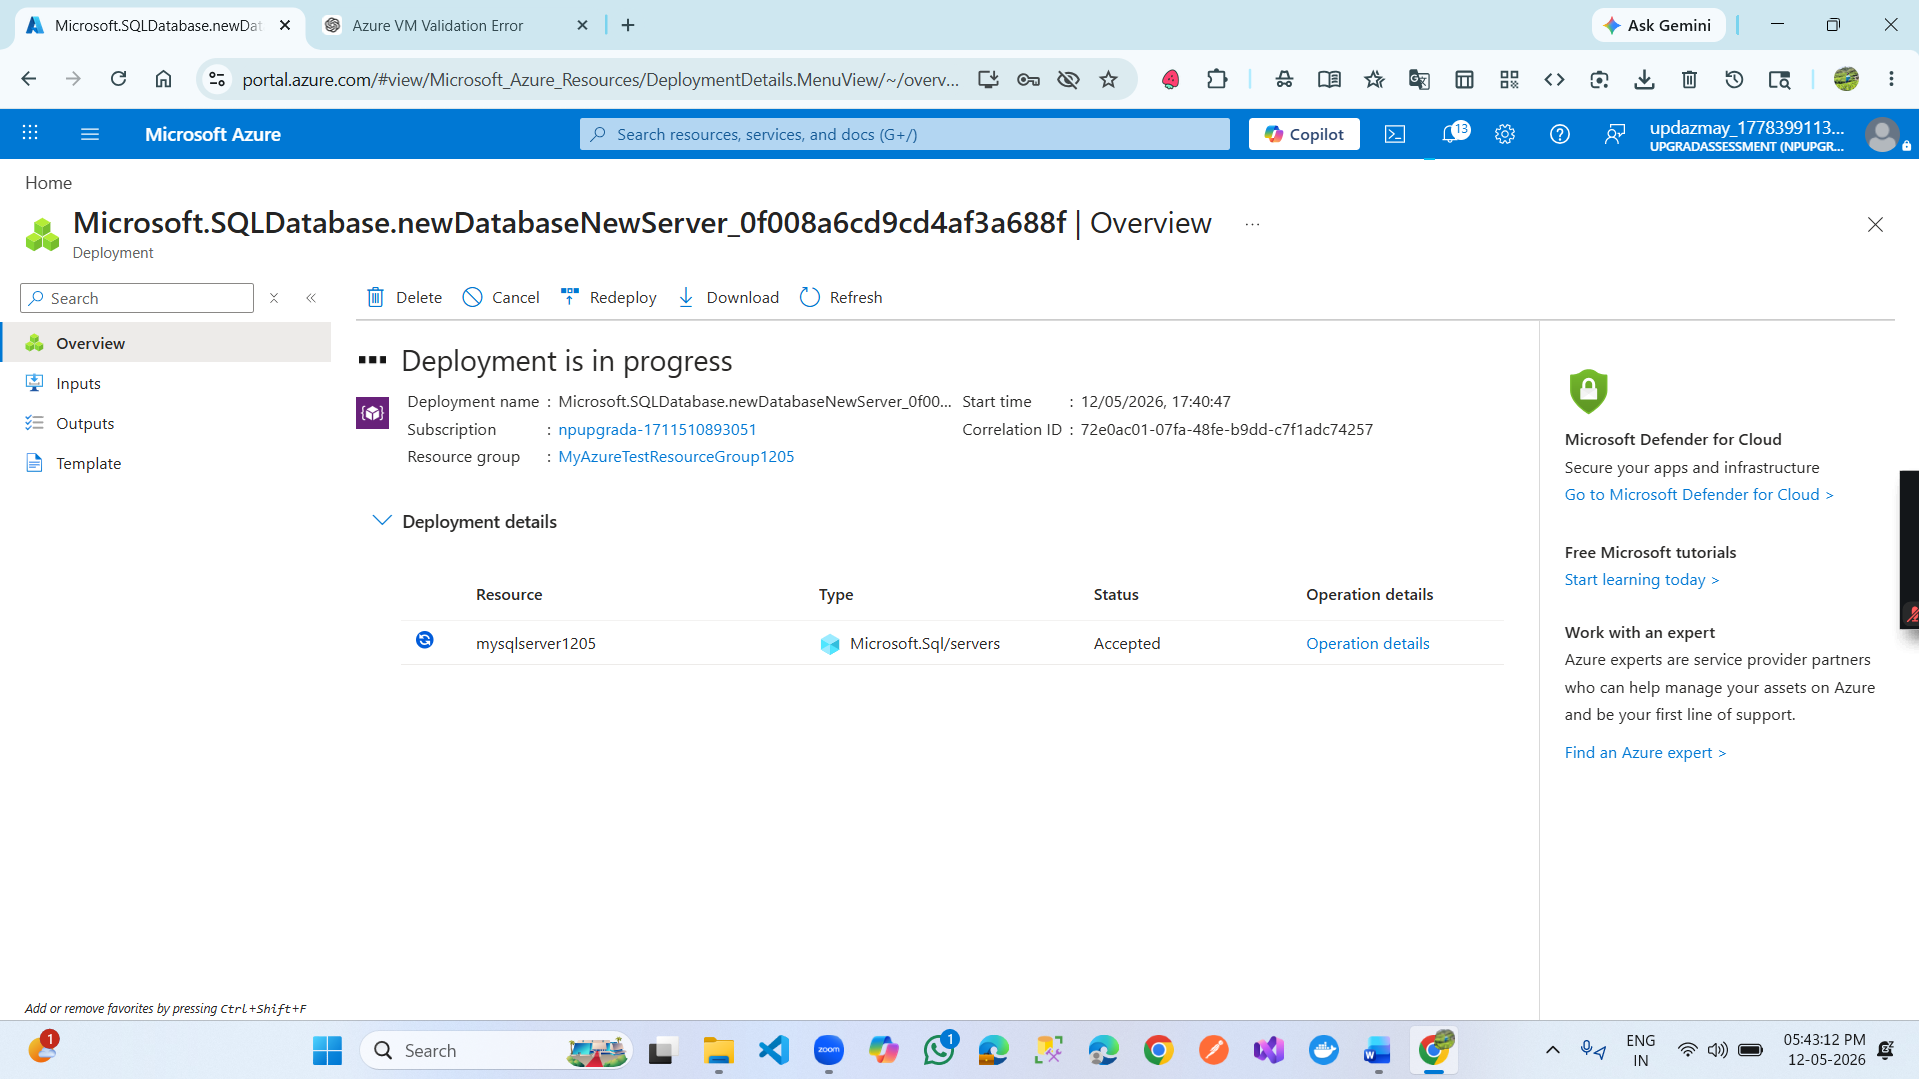 Microsoft.SQLDatabase.newDat
Azure VM Validation Error
Ask Gemini
portal.azure.com/#view/Microsoft_Azure_Resources/DeploymentDetails.MenuView/~/overv...
Microsoft Azure
Search resources, services, and docs (G+/)
Copilot
13
updazmay_1778399113...
UPGRADASSESSMENT (NPUPGR...
Home
Microsoft.SQLDatabase.newDatabaseNewServer_0f008a6cd9cd4af3a688f | Overview ...
Deployment
Search
Delete
Cancel
Redeploy
Download
Refresh
Overview
Inputs
Outputs
Template
Deployment is in progress
Deployment name : Microsoft.SQLDatabase.newDatabaseNewServer_0f00...
Subscription : npupgrada-1711510893051
Resource group : MyAzureTestResourceGroup1205
Start time : 12/05/2026, 17:40:47
Correlation ID : 72e0ac01-07fa-48fe-b9dd-c7f1adc74257
Deployment details
Resource Type Status Operation details
mysqlserver1205 Microsoft.Sql/servers Accepted Operation details
Microsoft Defender for Cloud
Secure your apps and infrastructure
Go to Microsoft Defender for Cloud >
Free Microsoft tutorials
Start learning today >
Work with an expert
Azure experts are service provider partners
who can help manage your assets on Azure
and be your first line of support.
Find an Azure expert >
Add or remove favorites by pressing Ctrl+Shift+F
1
Search
zoom
1
W
ENG
IN
05:43:12 PM
12-05-2026